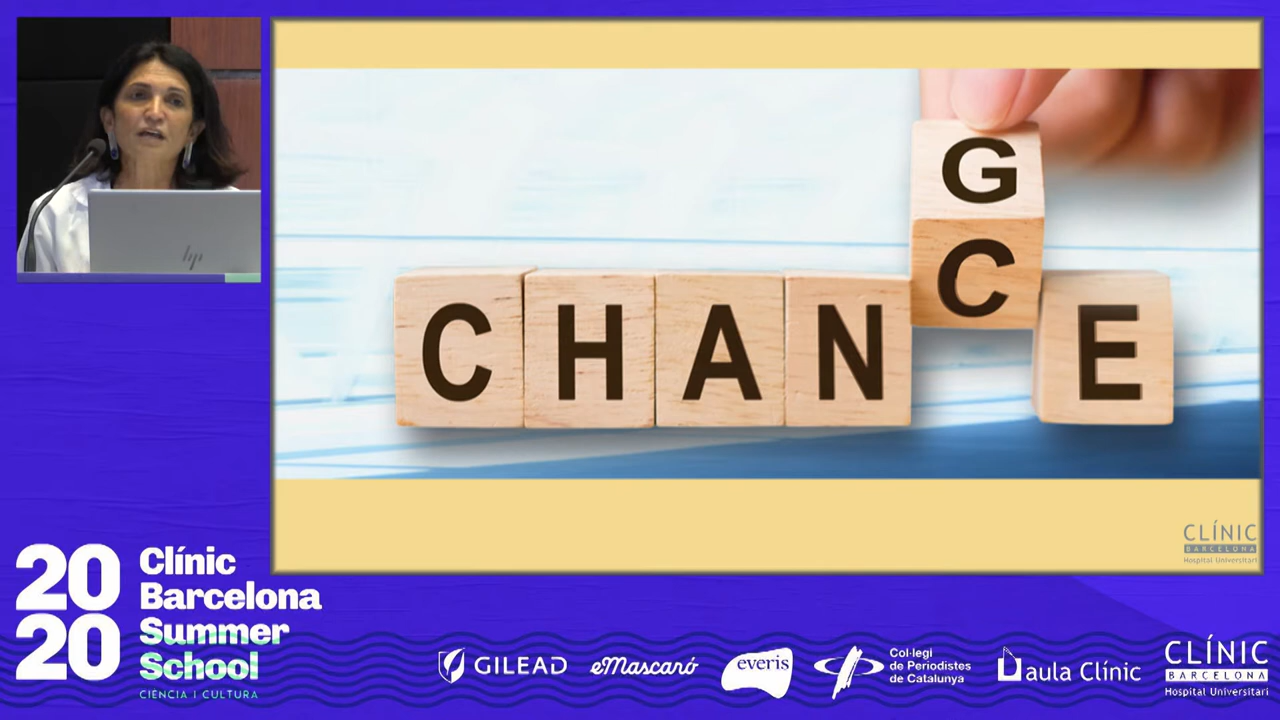 hp
G
CHANCE
CLÍNIC
BARCELONA
Hospital Universitari
20
20
Clínic
Barcelona
Summer
School
CIÈNCIA I CULTURA
GILEAD
eMascaró
everis
Col·legi
de Periodistes
de Catalunya
aula Clínic
CLÍNIC
BARCELONA
Hospital Universitari